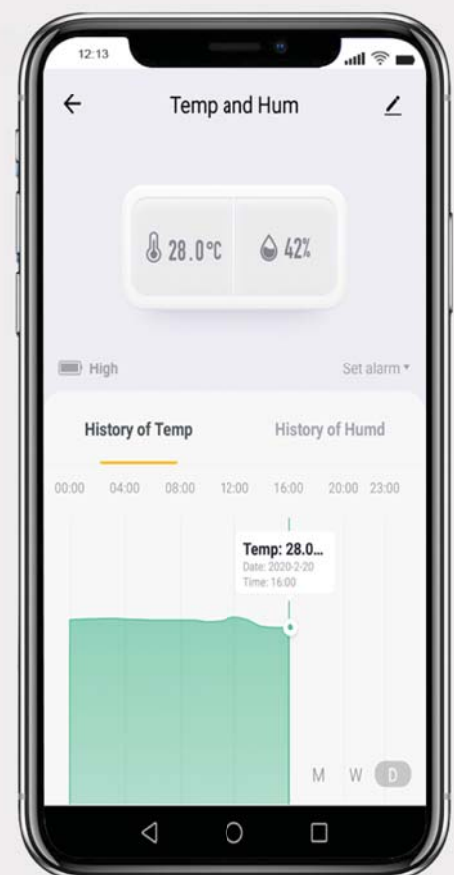 12:13
Temp and Hum
28.0°C 42%
High Set alarm
History of Temp History of Humd
00:00 04:00 08:00 12:00 16:00 20:00 23:00
Temp: 28.0...
Date: 2020-2-20
Time: 16:00
M W D